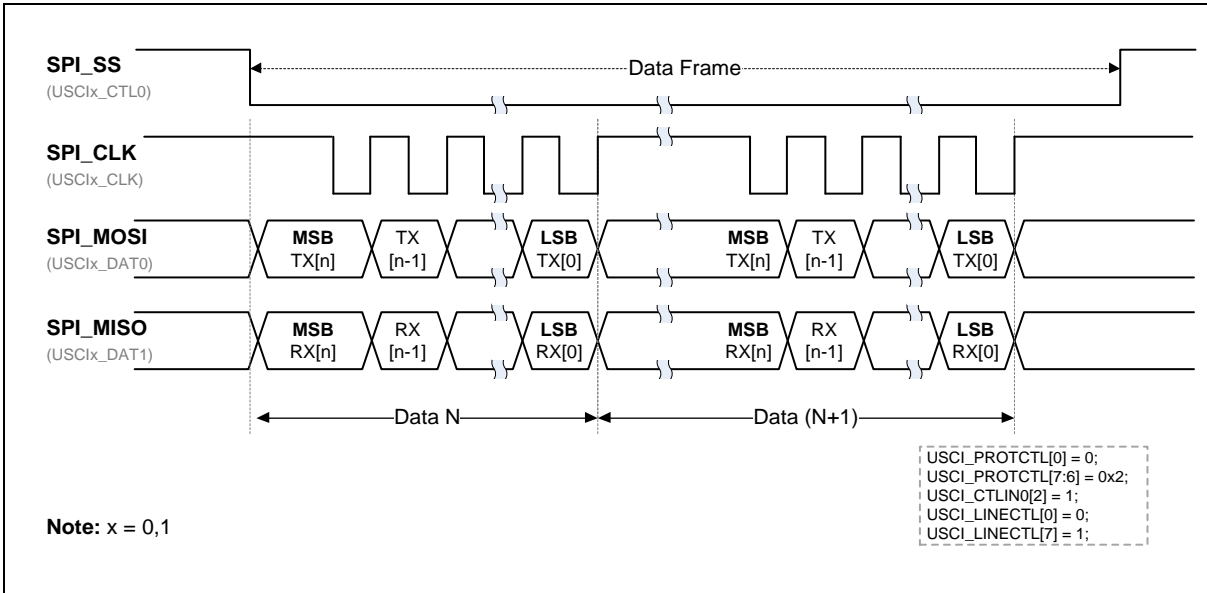 SPI_SS
(USCIx_CTL0)
Data Frame
SPI_CLK
(USCIx_CLK)
SPI_MOSI
(USCIx_DAT0)
MSB
TX[n]
TX
[n-1]
LSB
TX[0]
MSB
TX[n]
TX
[n-1]
LSB
TX[0]
SPI_MISO
(USCIx_DAT1)
MSB
RX[n]
RX
[n-1]
LSB
RX[0]
MSB
RX[n]
RX
[n-1]
LSB
RX[0]
Data N
Data (N+1)
USCI_PROTCTL[0] = 0;
USCI_PROTCTL[7:6] = 0x2;
USCI_CTLIN0[2] = 1;
USCI_LINECTL[0] = 0;
USCI_LINECTL[7] = 1;
Note: x = 0,1